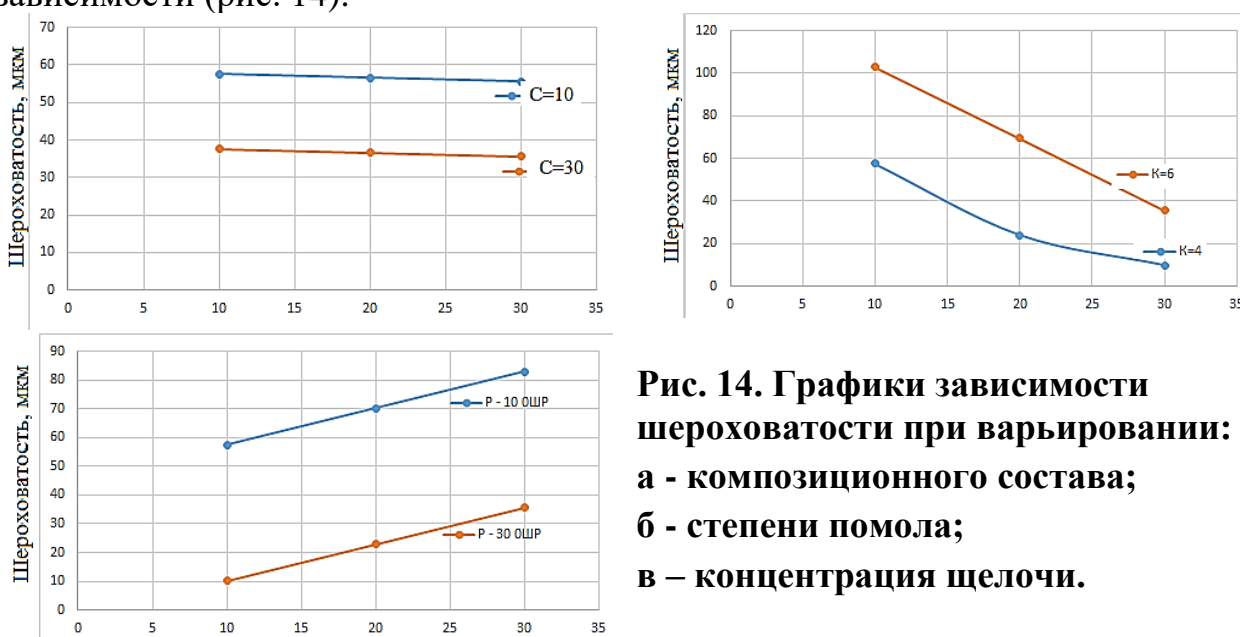 зависимости (рис. 14).
Шероховатость, мкм
70
60
50
40
30
20
10
0
0 5 10 15 20 25 30 35
C=10
C=30
Шероховатость, мкм
120
100
80
60
40
20
0
0 5 10 15 20 25 30 35
К=6
К=4
Шероховатость, мкм
90
80
70
60
50
40
30
20
10
0
0 5 10 15 20 25 30 35
Р - 10 0ШР
Р - 30 0ШР
Рис. 14. Графики зависимости
шероховатости при варьировании:
а - композиционного состава;
б - степени помола;
в – концентрация щелочи.